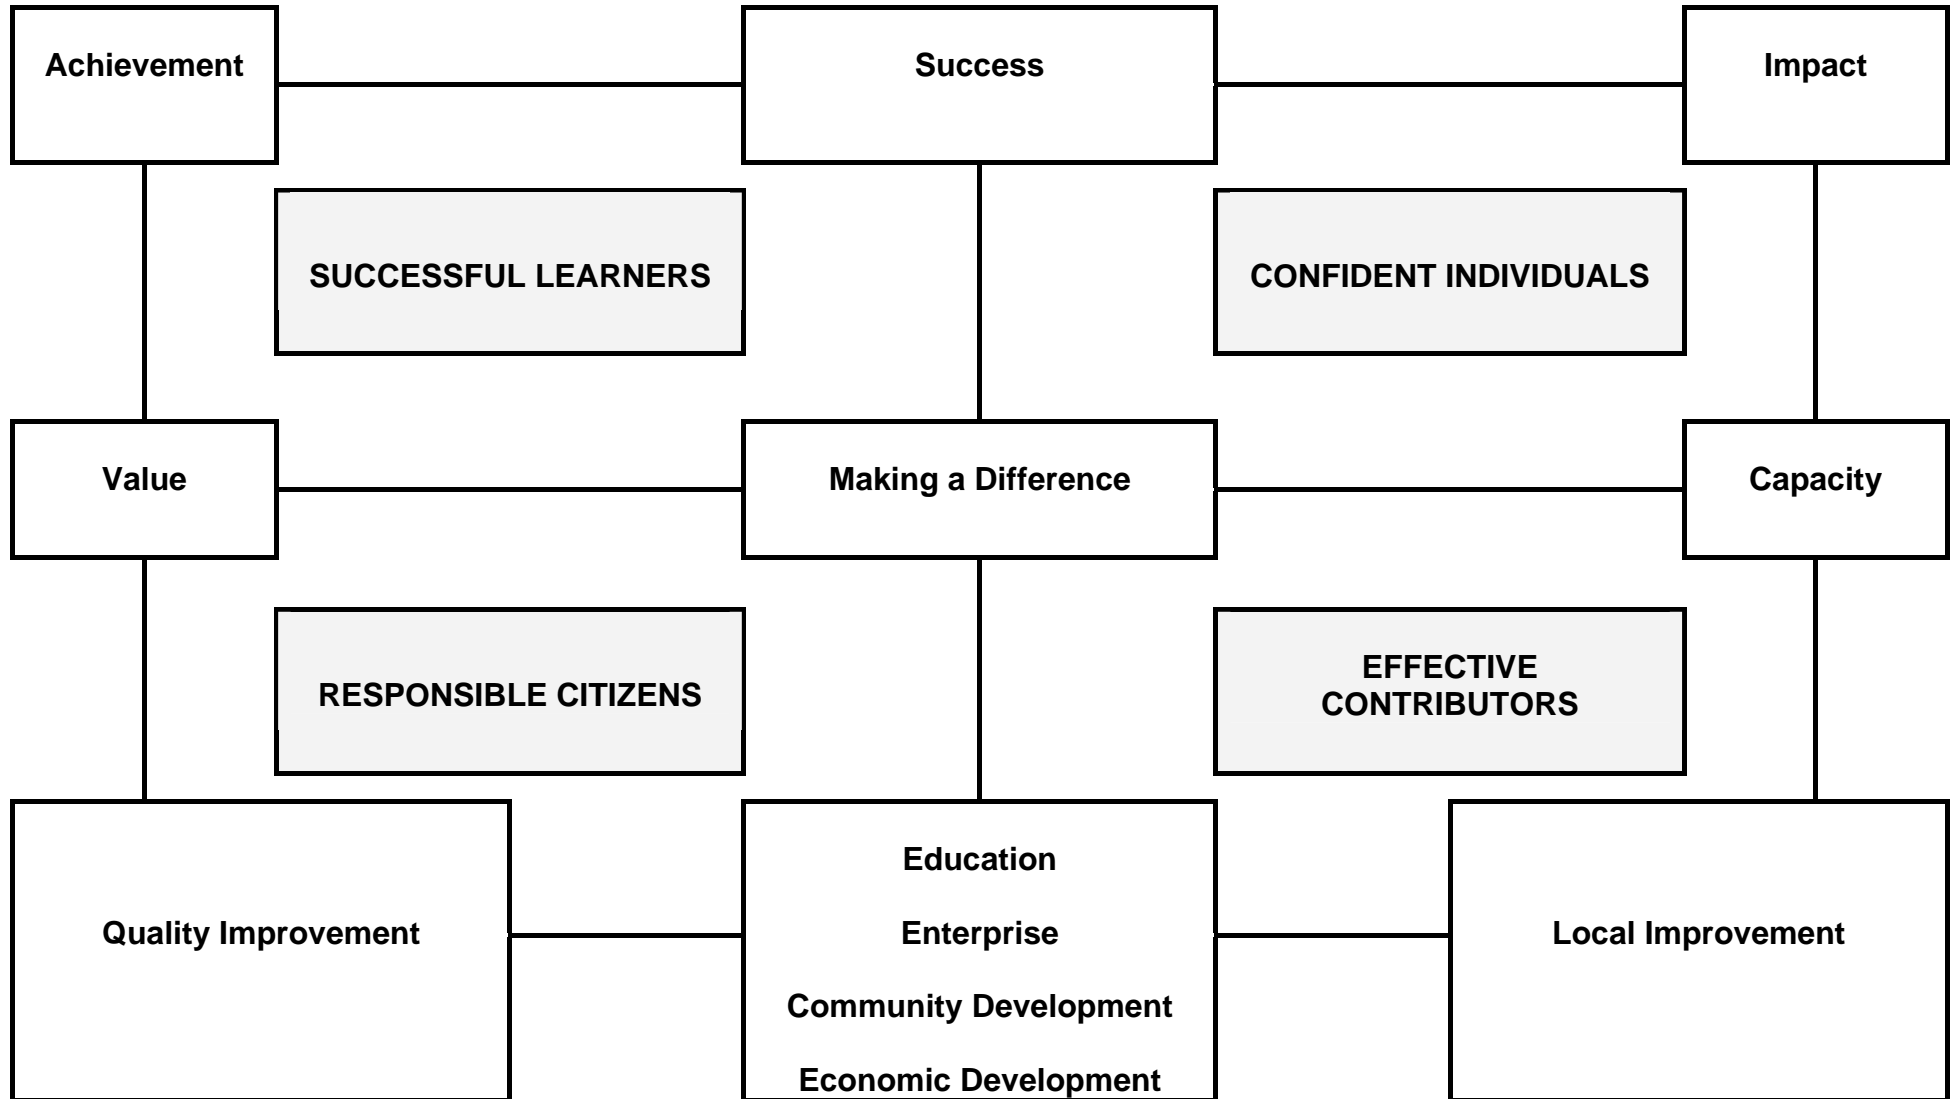 Achievement
Success
Impact
SUCCESSFUL LEARNERS
CONFIDENT INDIVIDUALS
Value
Making a Difference
Capacity
RESPONSIBLE CITIZENS
EFFECTIVE
CONTRIBUTORS
Quality Improvement
Education
Enterprise
Community Development
Economic Development
Local Improvement